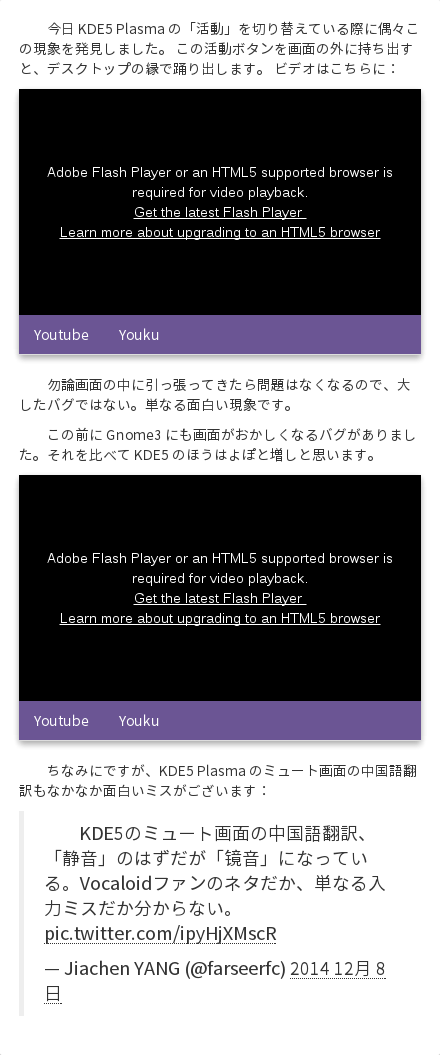 今日 KDE5 Plasma の「活動」を切り替えている際に偶々こ
の現象を発見しました。 この活動ボタンを画面の外に持ち出す
と、デスクトップの縁で踊り出します。 ビデオはこちらに：
Adobe Flash Player or an HTML5 supported browser is
required for video playback.
Get the latest Flash Player
Learn more about upgrading to an HTML5 browser
Youtube Youku
勿論画面の中に引っ張ってきたら問題はなくなるので、大
したバグではない。単なる面白い現象です。
この前に Gnome3 にも画面がおかしくなるバグがありまし
た。それを比べて KDE5 のほうはよぽと増しと思います。
Adobe Flash Player or an HTML5 supported browser is
required for video playback.
Get the latest Flash Player
Learn more about upgrading to an HTML5 browser
Youtube Youku
ちなみにですが、KDE5 Plasma のミュート画面の中国語翻
訳もなかなか面白いミスがございます：
KDE5のミュート画面の中国語翻訳、
「静音」のはずだが「镜音」になってい
る。Vocaloidファンのネタだか、単なる入
力ミスだか分からない。
pic.twitter.com/ipyHjXMscR
— Jiachen YANG (@farseerfc) 2014 12月 8
日